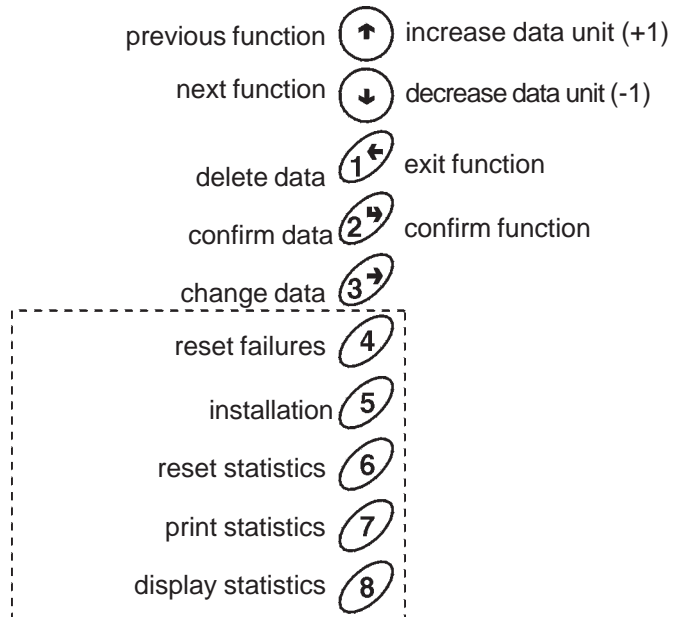 previous function ↑ increase data unit (+1)
next function ↓ decrease data unit (-1)
delete data 1 ← exit function
confirm data 2 ↵ confirm function
change data 3 →
reset failures 4
installation 5
reset statistics 6
print statistics 7
display statistics 8